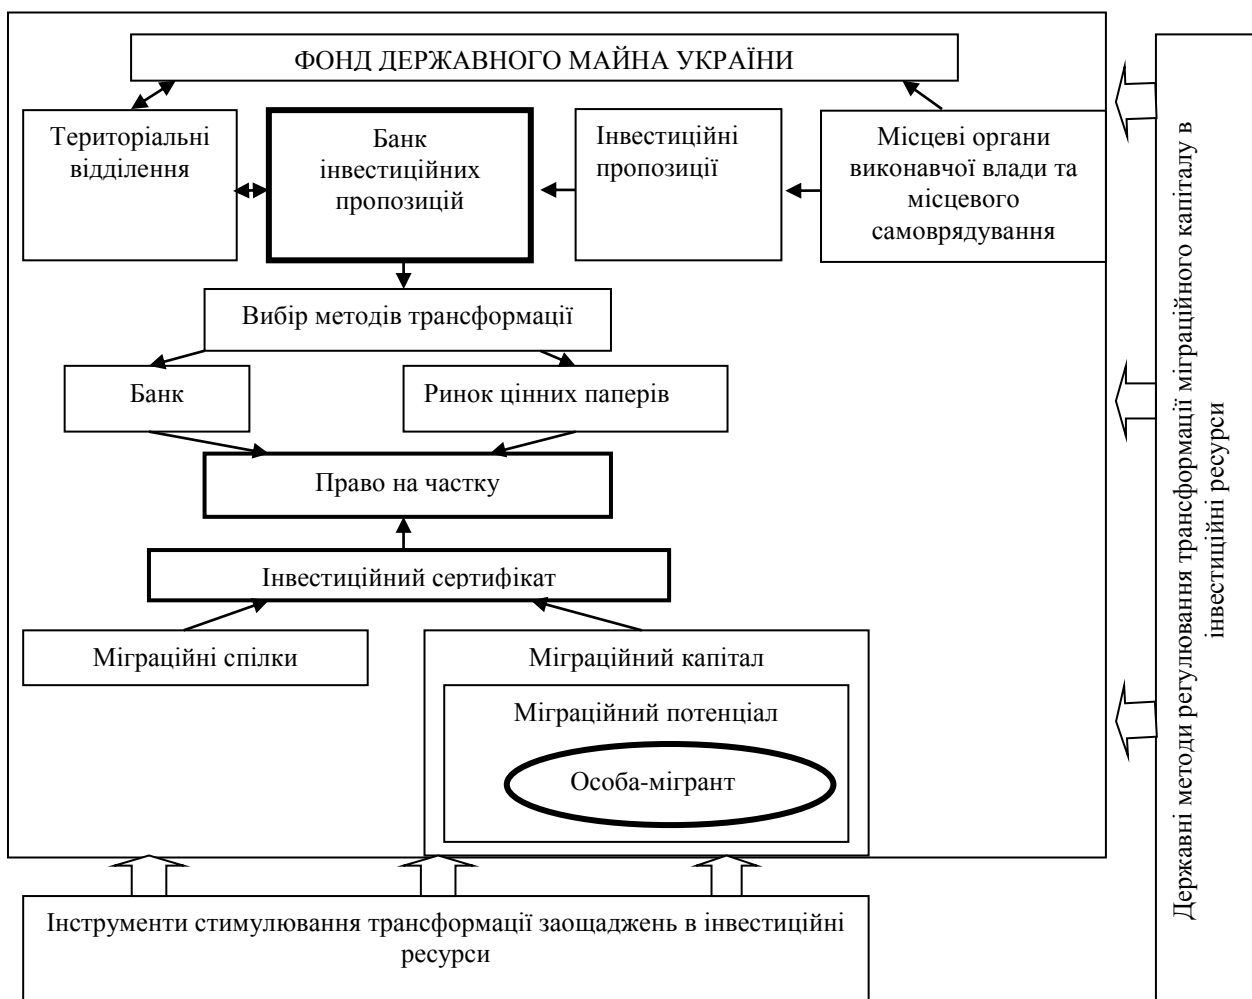 ФОНД ДЕРЖАВНОГО МАЙНА УКРАЇНИ
Територіальні
відділення
Банк
інвестиційних
пропозицій
Інвестиційні
пропозиції
Місцеві органи
виконавчої влади та
місцевого
самоврядування
Вибір методів трансформації
Банк
Ринок цінних паперів
Право на частку
Інвестиційний сертифікат
Міграційні спілки
Міграційний капітал
Міграційний потенціал
Особа-мігрант
Інструменти стимулювання трансформації заощаджень в інвестиційні
ресурси
Державні методи регулювання трансформації міграційного капіталу в
інвестиційні ресурси